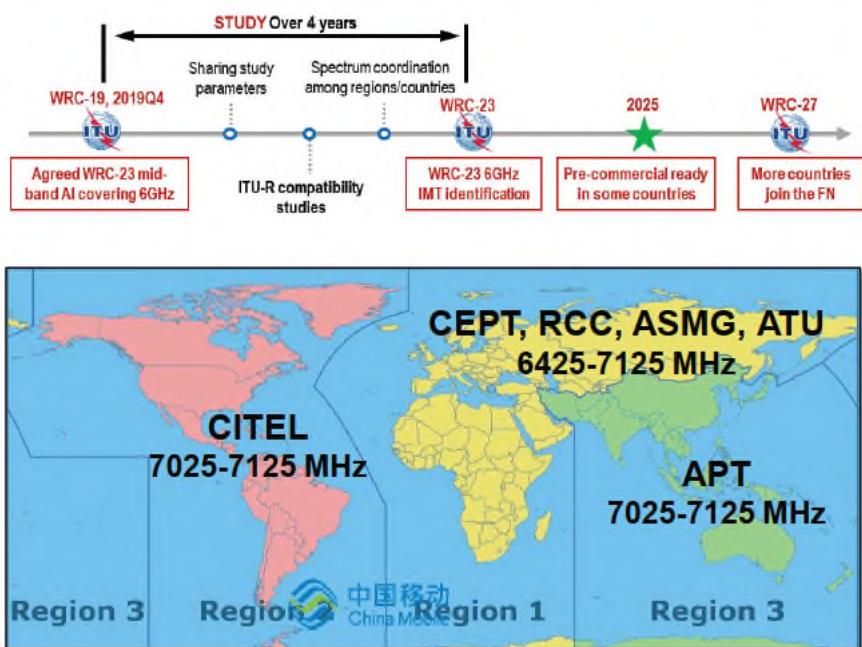 STUDY Over 4 years
Sharing study
parameters
Spectrum coordination
among regions/countries
WRC-19, 2019Q4
WRC-23
2025
WRC-27
ITU
ITU
ITU
Agreed WRC-23 mid-
band AI covering 6GHz
ITU-R compatibility
studies
WRC-23 6GHz
IMT identification
Pre-commercial ready
in some countries
More countries
join the FN
CEPT, RCC, ASMG, ATU
6425-7125 MHz
CITEL
7025-7125 MHz
APT
7025-7125 MHz
Region 3
Region 2
Region 1
Region 3
中国移动
China Mobile